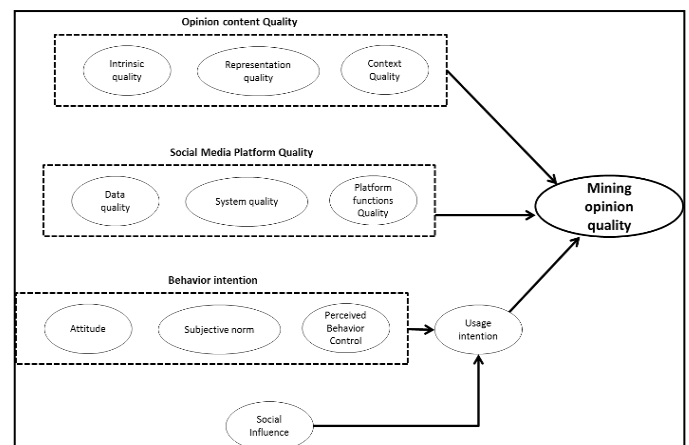 Opinion content Quality
Intrinsic
quality
Representation
quality
Context
Quality
Social Media Platform Quality
Data
quality
System quality
Platform
functions
Quality
Mining
opinion
quality
Behavior intention
Attitude
Subjective norm
Perceived
Behavior
Control
Usage
intention
Social
Influence